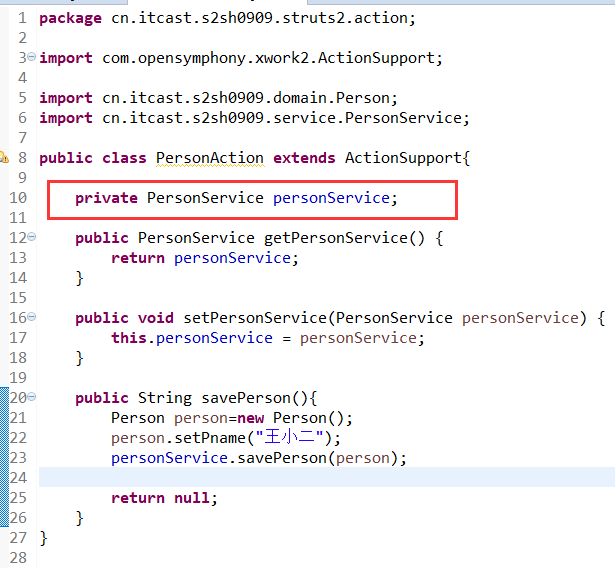 1 package cn.itcast.s2sh0909.struts2.action;
2
3 import com.opensymphony.xwork2.ActionSupport;
4
5 import cn.itcast.s2sh0909.domain.Person;
6 import cn.itcast.s2sh0909.service.PersonService;
7
8 public class PersonAction extends ActionSupport{
9
10 private PersonService personService;
11
12 public PersonService getPersonService() {
13 return personService;
14 }
15
16 public void setPersonService(PersonService personService) {
17 this.personService = personService;
18 }
19
20 public String savePerson(){
21 Person person=new Person();
22 person.setPname("王小二");
23 personService.savePerson(person);
24
25 return null;
26 }
27 }
28